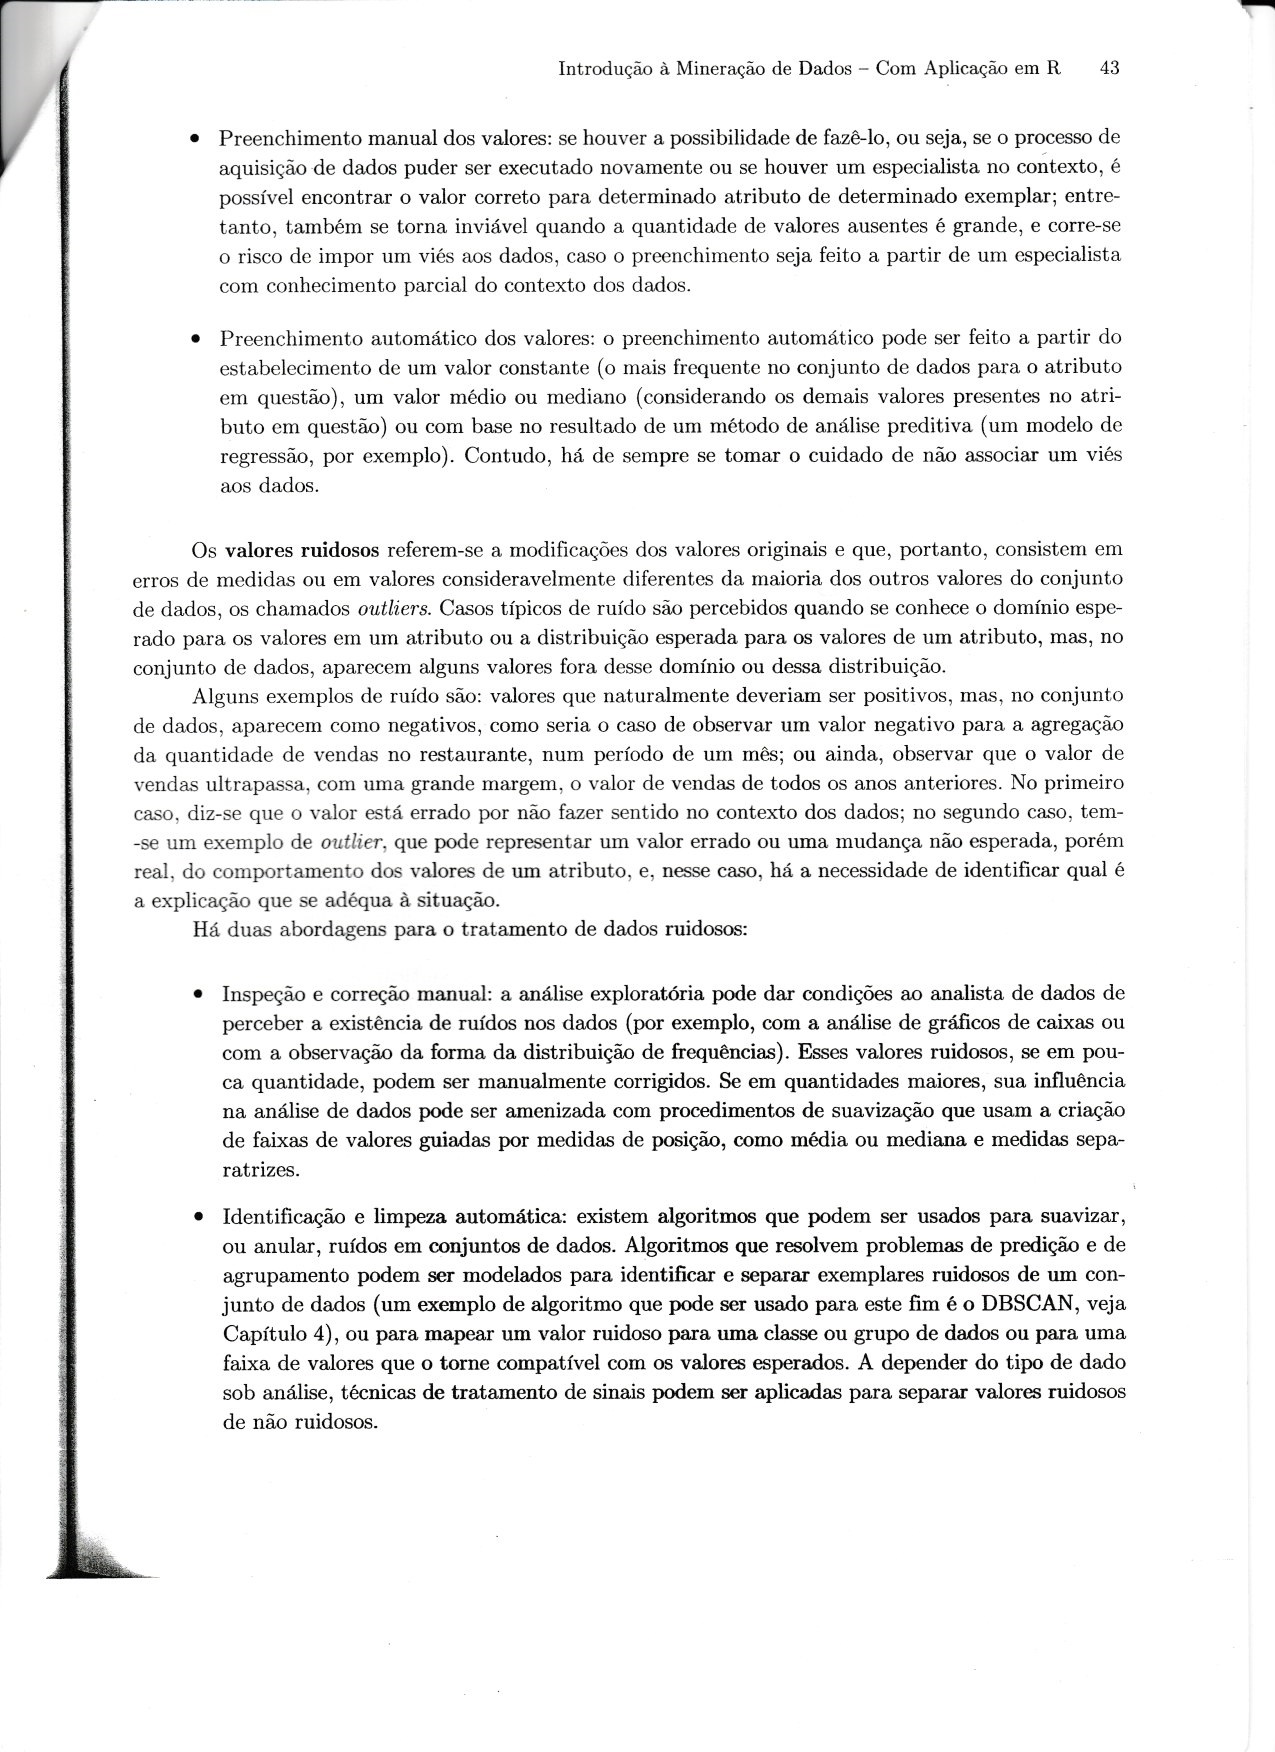 Introdução à Mineração de Dados – Com Aplicação em R 43
• Preenchimento manual dos valores: se houver a possibilidade de fazê-lo, ou seja, se o processo de
aquisição de dados puder ser executado novamente ou se houver um especialista no contexto, é
possível encontrar o valor correto para determinado atributo de determinado exemplar; entre-
tanto, também se torna inviável quando a quantidade de valores ausentes é grande, e corre-se
o risco de impor um viés aos dados, caso o preenchimento seja feito a partir de um especialista
com conhecimento parcial do contexto dos dados.
• Preenchimento automático dos valores: o preenchimento automático pode ser feito a partir do
estabelecimento de um valor constante (o mais frequente no conjunto de dados para o atributo
em questão), um valor médio ou mediano (considerando os demais valores presentes no atri-
buto em questão) ou com base no resultado de um método de análise preditiva (um modelo de
regressão, por exemplo). Contudo, há de sempre se tomar o cuidado de não associar um viés
aos dados.
Os valores ruidosos referem-se a modificações dos valores originais e que, portanto, consistem em
erros de medidas ou em valores consideravelmente diferentes da maioria dos outros valores do conjunto
de dados, os chamados outliers. Casos típicos de ruído são percebidos quando se conhece o domínio espe-
rado para os valores em um atributo ou a distribuição esperada para os valores de um atributo, mas, no
conjunto de dados, aparecem alguns valores fora desse domínio ou dessa distribuição.
Alguns exemplos de ruído são: valores que naturalmente deveriam ser positivos, mas, no conjunto
de dados, aparecem como negativos, como seria o caso de observar um valor negativo para a agregação
da quantidade de vendas no restaurante, num período de um mês; ou ainda, observar que o valor de
vendas ultrapassa, com uma grande margem, o valor de vendas de todos os anos anteriores. No primeiro
caso, diz-se que o valor está errado por não fazer sentido no contexto dos dados; no segundo caso, tem-
-se um exemplo de outlier, que pode representar um valor errado ou uma mudança não esperada, porém
real, do comportamento dos valores de um atributo, e, nesse caso, há a necessidade de identificar qual é
a explicação que se adéqua à situação.
Há duas abordagens para o tratamento de dados ruidosos:
• Inspeção e correção manual: a análise exploratória pode dar condições ao analista de dados de
perceber a existência de ruídos nos dados (por exemplo, com a análise de gráficos de caixas ou
com a observação da forma da distribuição de frequências). Esses valores ruidosos, se em pou-
ca quantidade, podem ser manualmente corrigidos. Se em quantidades maiores, sua influência
na análise de dados pode ser amenizada com procedimentos de suavização que usam a criação
de faixas de valores guiadas por medidas de posição, como média ou mediana e medidas sepa-
ratrizes.
• Identificação e limpeza automática: existem algoritmos que podem ser usados para suavizar,
ou anular, ruídos em conjuntos de dados. Algoritmos que resolvem problemas de predição e de
agrupamento podem ser modelados para identificar e separar exemplares ruidosos de um con-
junto de dados (um exemplo de algoritmo que pode ser usado para este fim é o DBSCAN, veja
Capítulo 4), ou para mapear um valor ruidoso para uma classe ou grupo de dados ou para uma
faixa de valores que o torne compatível com os valores esperados. A depender do tipo de dado
sob análise, técnicas de tratamento de sinais podem ser aplicadas para separar valores ruidosos
de não ruidosos.